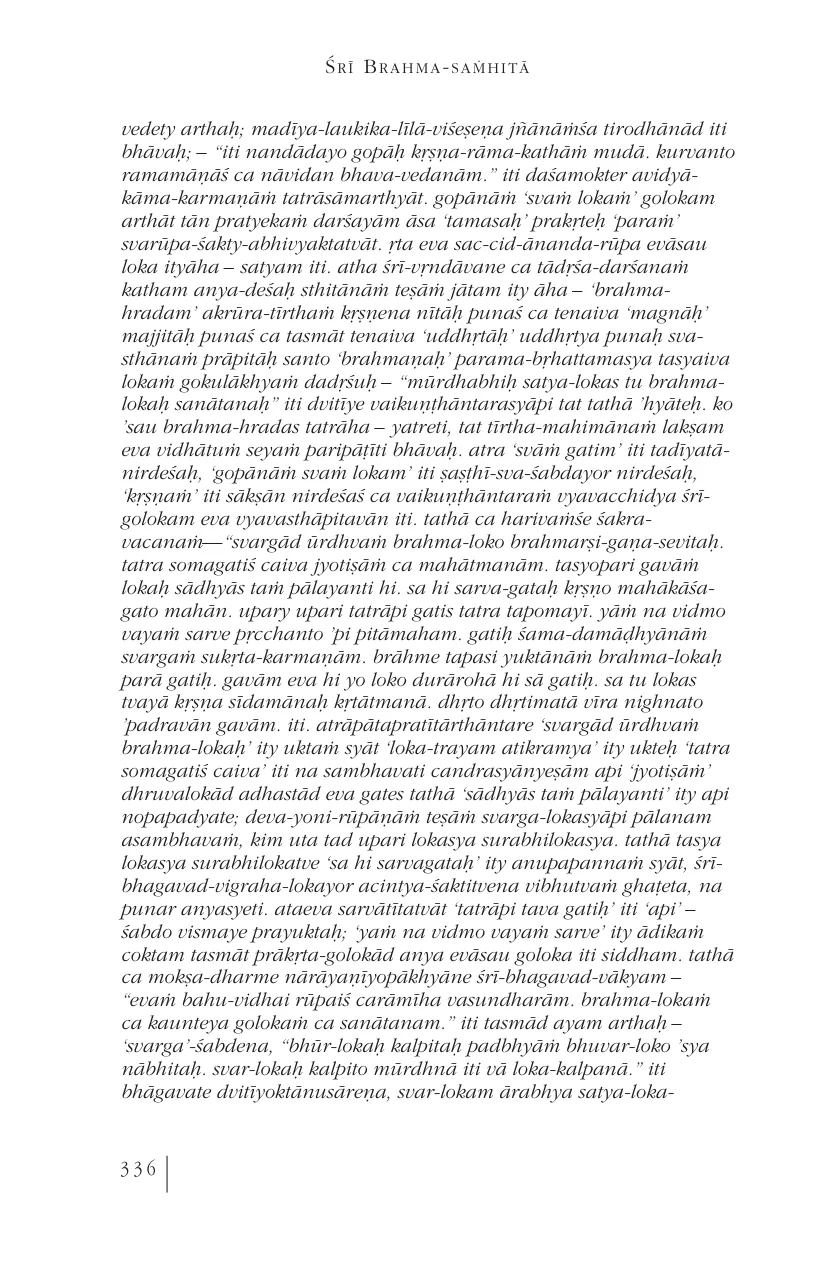 Śrī Brahma-saṁhitā
vedety arthaḥ; madīya-laukika-līlā-viśeṣeṇa jñānāṁśa tirodhānād iti
bhāvaḥ; – “iti nandādayo gopāḥ kṛṣṇa-rāma-kathāṁ mudā. kurvanto
ramamāṇāś ca nāvidan bhava-vedanām.” iti daśamokter avidyā-
kāma-karmaṇāṁ tatrāsāmarthyāt. gopānāṁ ‘svaṁ lokaṁ’ golokam
arthāt tān pratyekaṁ darśayām āsa ‘tamasaḥ’ prakṛteḥ ‘paraṁ’
svarūpa-śakty-abhivyaktatvāt. ṛta eva sac-cid-ānanda-rūpa evāsau
loka ityāha – satyam iti. atha śrī-vṛndāvane ca tādṛśa-darśanaṁ
katham anya-deśaḥ sthitānāṁ teṣāṁ jātam ity āha – ‘brahma-
hradam’ akrūra-tīrthaṁ kṛṣṇena nītāḥ punaś ca tenaiva ‘magnāḥ’
majjitāḥ punaś ca tasmāt tenaiva ‘uddhṛtāḥ’ uddhṛtya punaḥ sva-
sthānaṁ prāpitāḥ santo ‘brahmaṇaḥ’ parama-bṛhattamasya tasyaiva
lokaṁ gokulākhyaṁ dadṛśuḥ – “mūrdhabhiḥ satya-lokas tu brahma-
lokaḥ sanātanaḥ” iti dvitīye vaikuṇṭhāntarasyāpi tat tathā ’hyāteḥ. ko
’sau brahma-hradas tatrāha – yatreti, tat tīrtha-mahimānaṁ lakṣam
eva vidhātuṁ seyaṁ paripāṭīti bhāvaḥ. atra ‘svāṁ gatim’ iti tadīyatā-
nirdeśaḥ, ‘gopānāṁ svaṁ lokam’ iti ṣaṣṭhī-sva-śabdayor nirdeśaḥ,
‘kṛṣṇaṁ’ iti sākṣān nirdeśaś ca vaikuṇṭhāntaraṁ vyavacchidya śrī-
golokam eva vyavasthāpitavān iti. tathā ca harivaṁśe śakra-
vacanaṁ—“svargād ūrdhvaṁ brahma-loko brahmarṣi-gaṇa-sevitaḥ.
tatra somagatiś caiva jyotiṣāṁ ca mahātmanām. tasyopari gavāṁ
lokaḥ sādhyās taṁ pālayanti hi. sa hi sarva-gataḥ kṛṣṇo mahākāśa-
gato mahān. upary upari tatrāpi gatis tatra tapomayī. yāṁ na vidmo
vayaṁ sarve pṛcchanto ’pi pitāmaham. gatiḥ śama-damāḍhyānāṁ
svargaṁ sukṛta-karmaṇām. brāhme tapasi yuktānāṁ brahma-lokaḥ
parā gatiḥ. gavām eva hi yo loko durārohā hi sā gatiḥ. sa tu lokas
tvayā kṛṣṇa sīdamānaḥ kṛtātmanā. dhṛto dhṛtimatā vīra nighnato
’padravān gavām. iti. atrāpātapratītārthāntare ‘svargād ūrdhvaṁ
brahma-lokaḥ’ ity uktaṁ syāt ‘loka-trayam atikramya’ ity ukteḥ ‘tatra
somagatiś caiva’ iti na sambhavati candrasyānyeṣām api ‘jyotiṣāṁ’
dhruvalokād adhastād eva gates tathā ‘sādhyās taṁ pālayanti’ ity api
nopapadyate; deva-yoni-rūpāṇāṁ teṣāṁ svarga-lokasyāpi pālanam
asambhavaṁ, kim uta tad upari lokasya surabhilokasya. tathā tasya
lokasya surabhilokatve ‘sa hi sarvagataḥ’ ity anupapannaṁ syāt, śrī-
bhagavad-vigraha-lokayor acintya-śaktitvena vibhutvaṁ ghaṭeta, na
punar anyasyeti. ataeva sarvātītatvāt ‘tatrāpi tava gatiḥ’ iti ‘api’ –
śabdo vismaye prayuktaḥ; ‘yaṁ na vidmo vayaṁ sarve’ ity ādikaṁ
coktam tasmāt prākṛta-golokād anya evāsau goloka iti siddham. tathā
ca mokṣa-dharme nārāyaṇīyopākhyāne śrī-bhagavad-vākyam –
“evaṁ bahu-vidhai rūpaiś carāmīha vasundharām. brahma-lokaṁ
ca kaunteya golokaṁ ca sanātanam.” iti tasmād ayam arthaḥ –
‘svarga’-śabdena, “bhūr-lokaḥ kalpitaḥ padbhyāṁ bhuvar-loko ’sya
nābhitaḥ. svar-lokaḥ kalpito mūrdhnā iti vā loka-kalpanā.” iti
bhāgavate dvitīyoktānusāreṇa, svar-lokam ārabhya satya-loka-
336